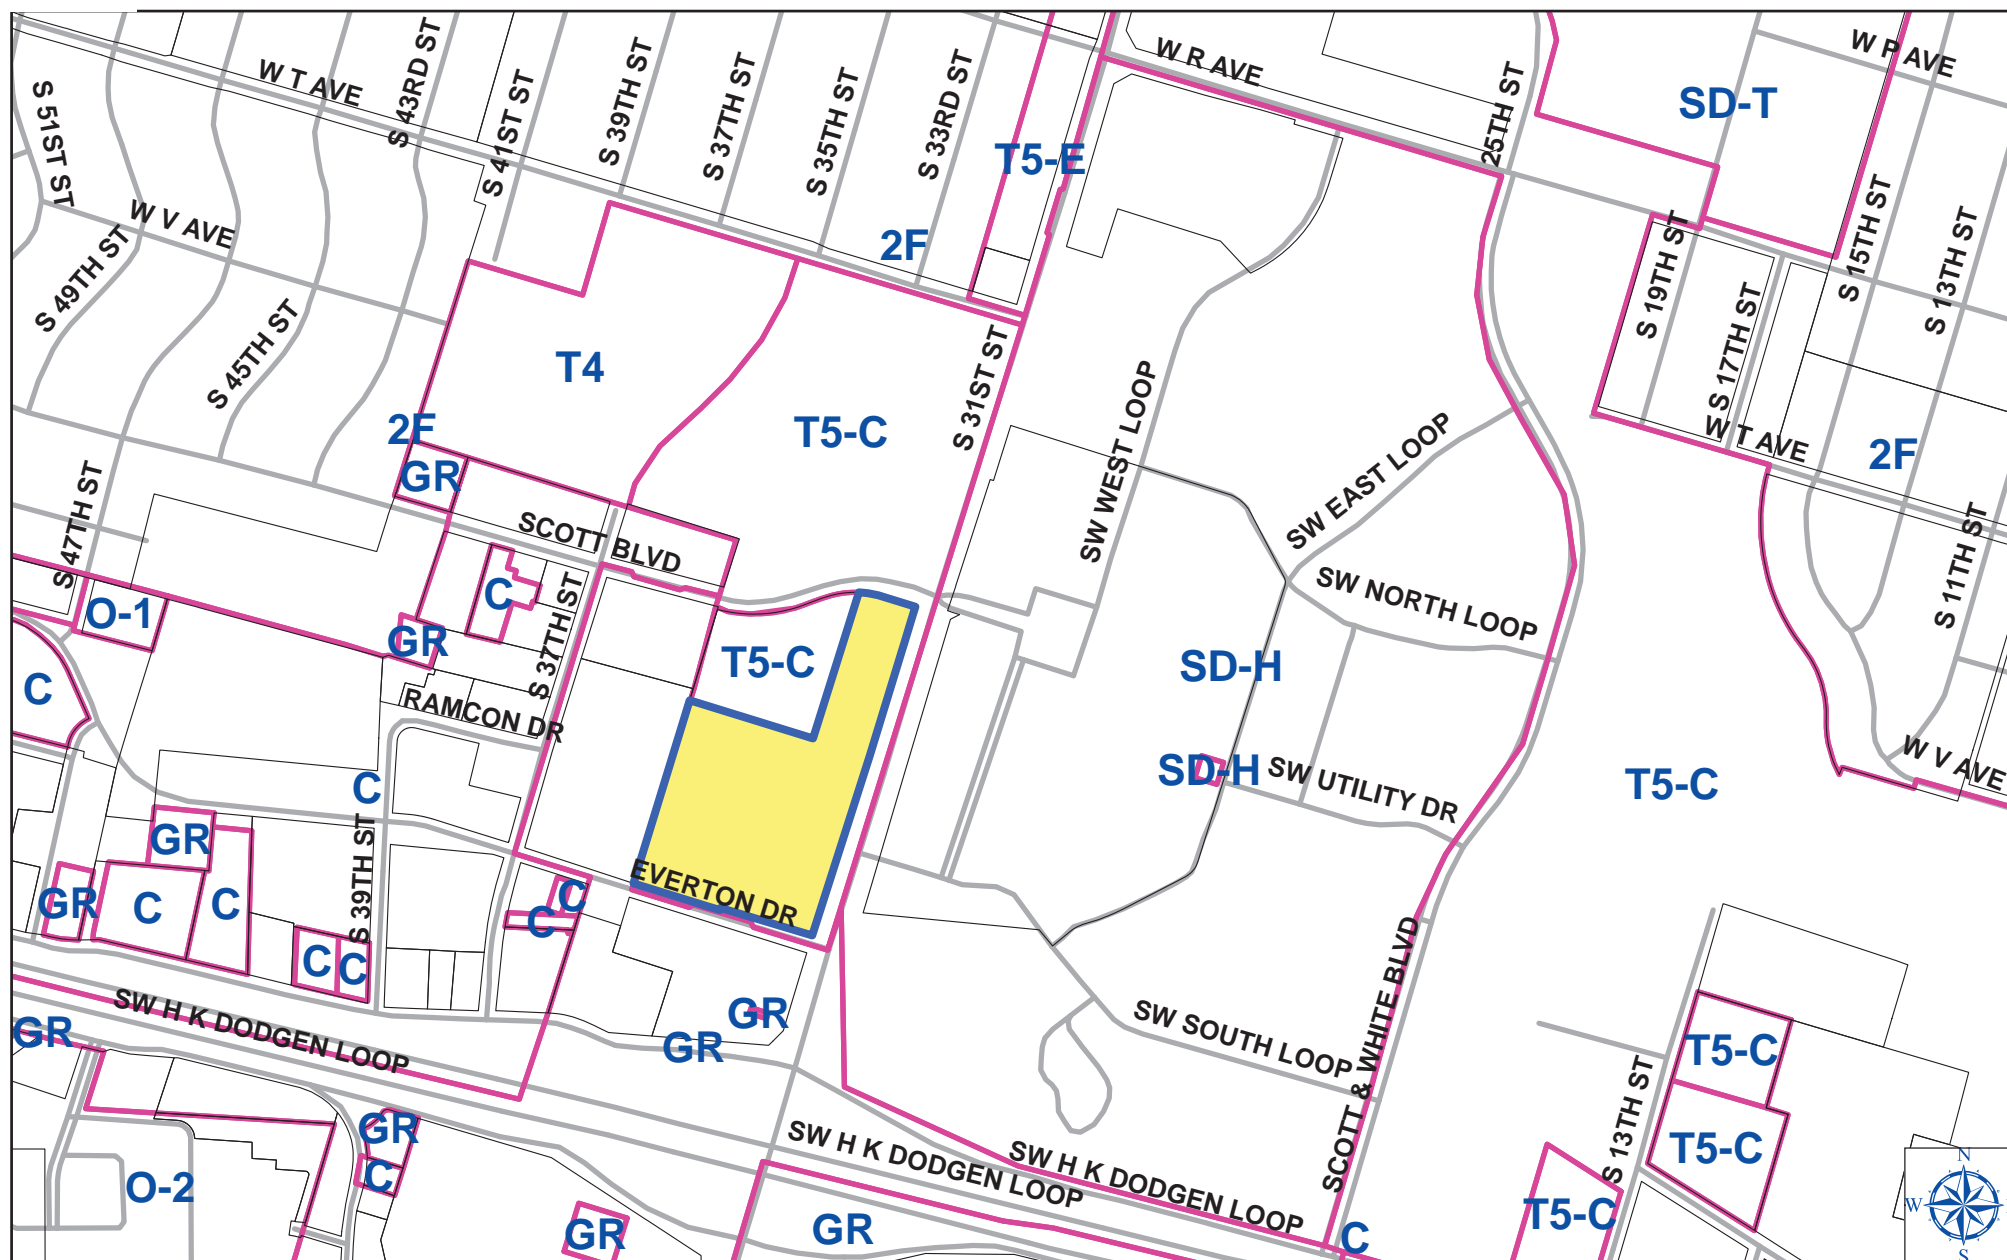 W T AVE
S 43RD ST
S 41ST ST
S 39TH ST
S 37TH ST
S 35TH ST
S 33RD ST
T5-E
W R AVE
25TH ST
SD-T
W P AVE
S 51ST ST
W V AVE
S 49TH ST
S 45TH ST
2F
S 19TH ST
S 17TH ST
S 15TH ST
S 13TH ST
T4
T5-C
S 31ST ST
SW WEST LOOP
SW EAST LOOP
W
W T AVE
2F
2F
GR
S 47TH ST
SCOTT BLVD
C
S 37TH ST
SW NORTH LOOP
S 11TH ST
O-1
GR
T5-C
SD-H
C
RAMCON DR
C
SD-H
SW UTILITY DR
T5-C
W V AVE
GR
S 39TH ST
EVERTON DR
GR
C
C
C
C
C
C
SW H K DODGEN LOOP
GR
GR
GR
SW SOUTH LOOP
SCOTT & WHITE BLVD
T5-C
S 13TH ST
T5-C
GR
C
O-2
SW H K DODGEN LOOP
SW H K DODGEN LOOP
GR
GR
C
T5-C
N
W
S